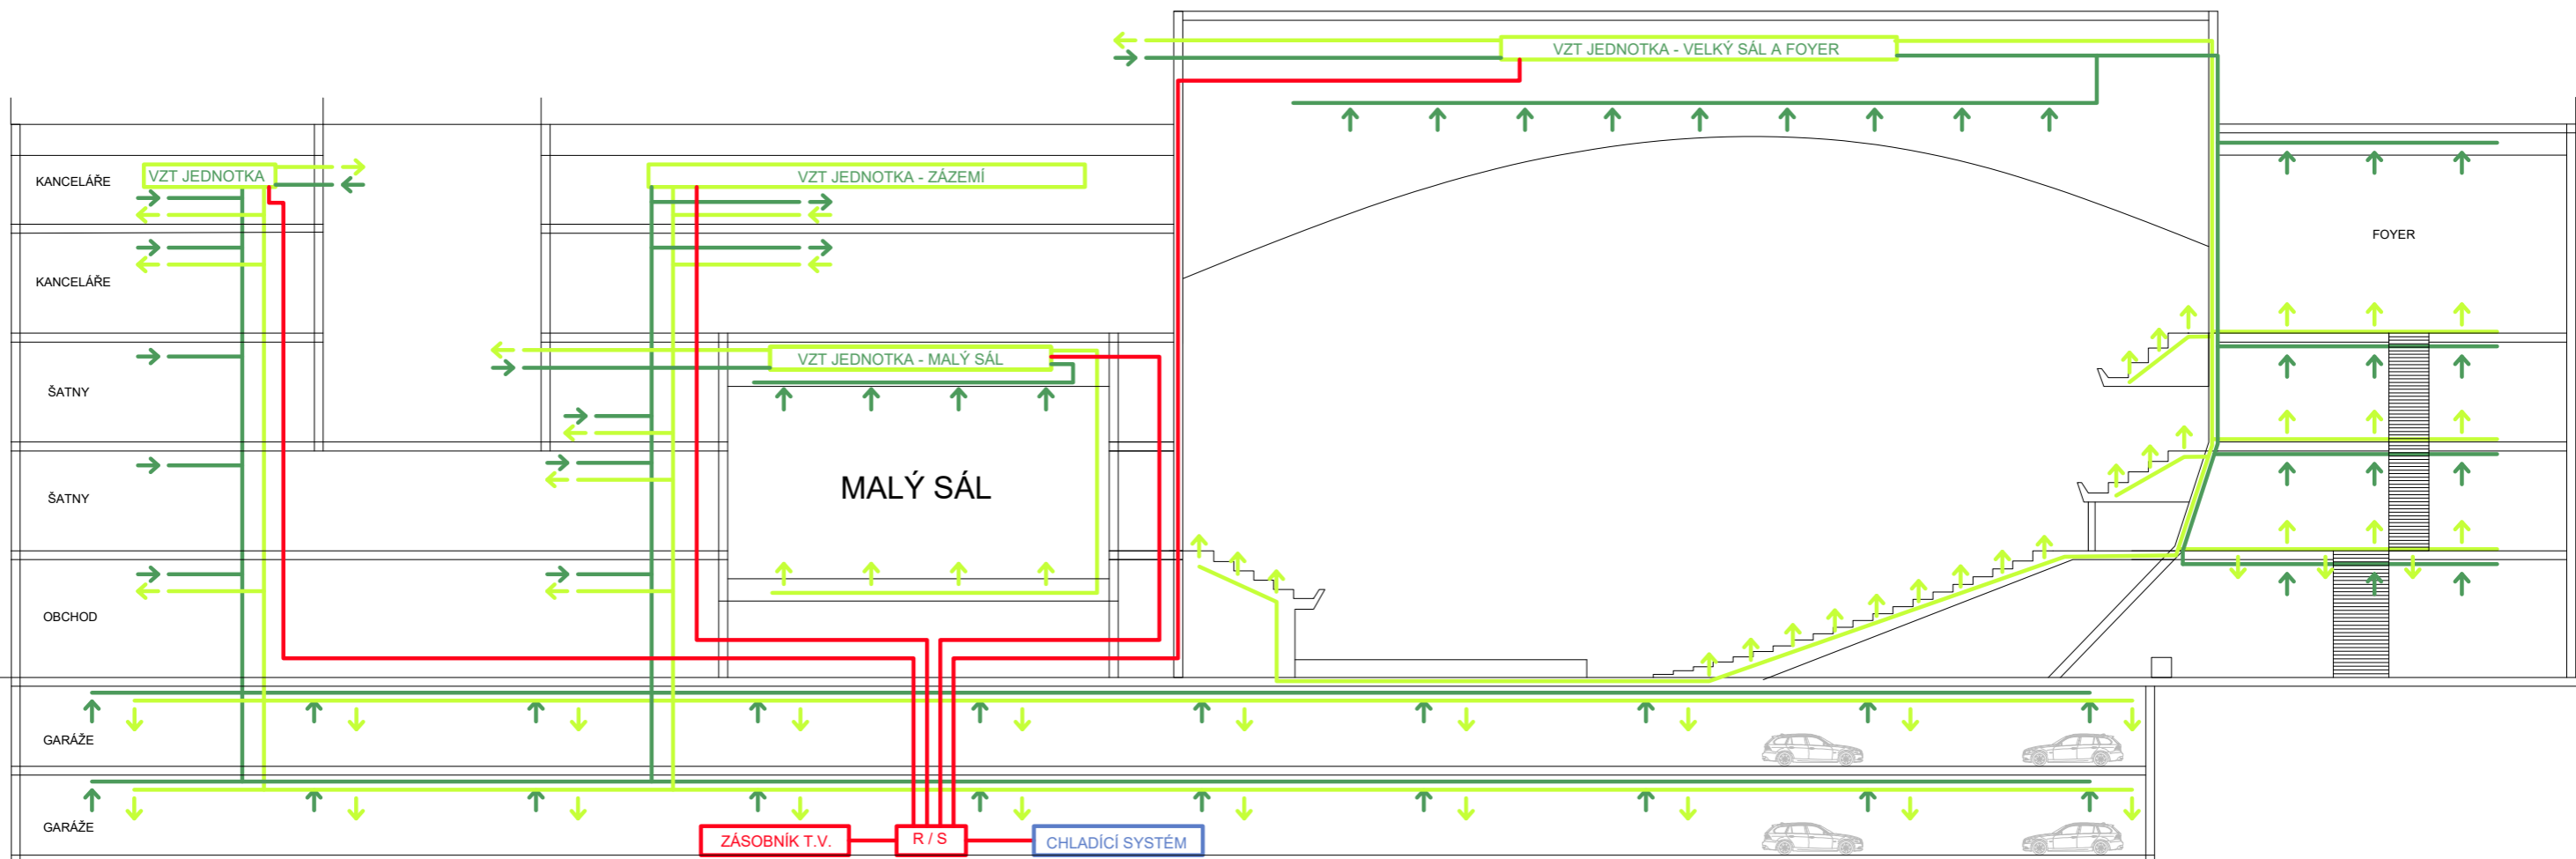 VZT JEDNOTKA - VELKÝ SÁL A FOYER
KANCELÁŘE
VZT JEDNOTKA
VZT JEDNOTKA - ZÁZEMÍ
FOYER
KANCELÁŘE
VZT JEDNOTKA - MALÝ SÁL
ŠATNY
MALÝ SÁL
ŠATNY
OBCHOD
GARÁŽE
GARÁŽE
ZÁSOBNÍK T.V.
R / S
CHLADÍCÍ SYSTÉM